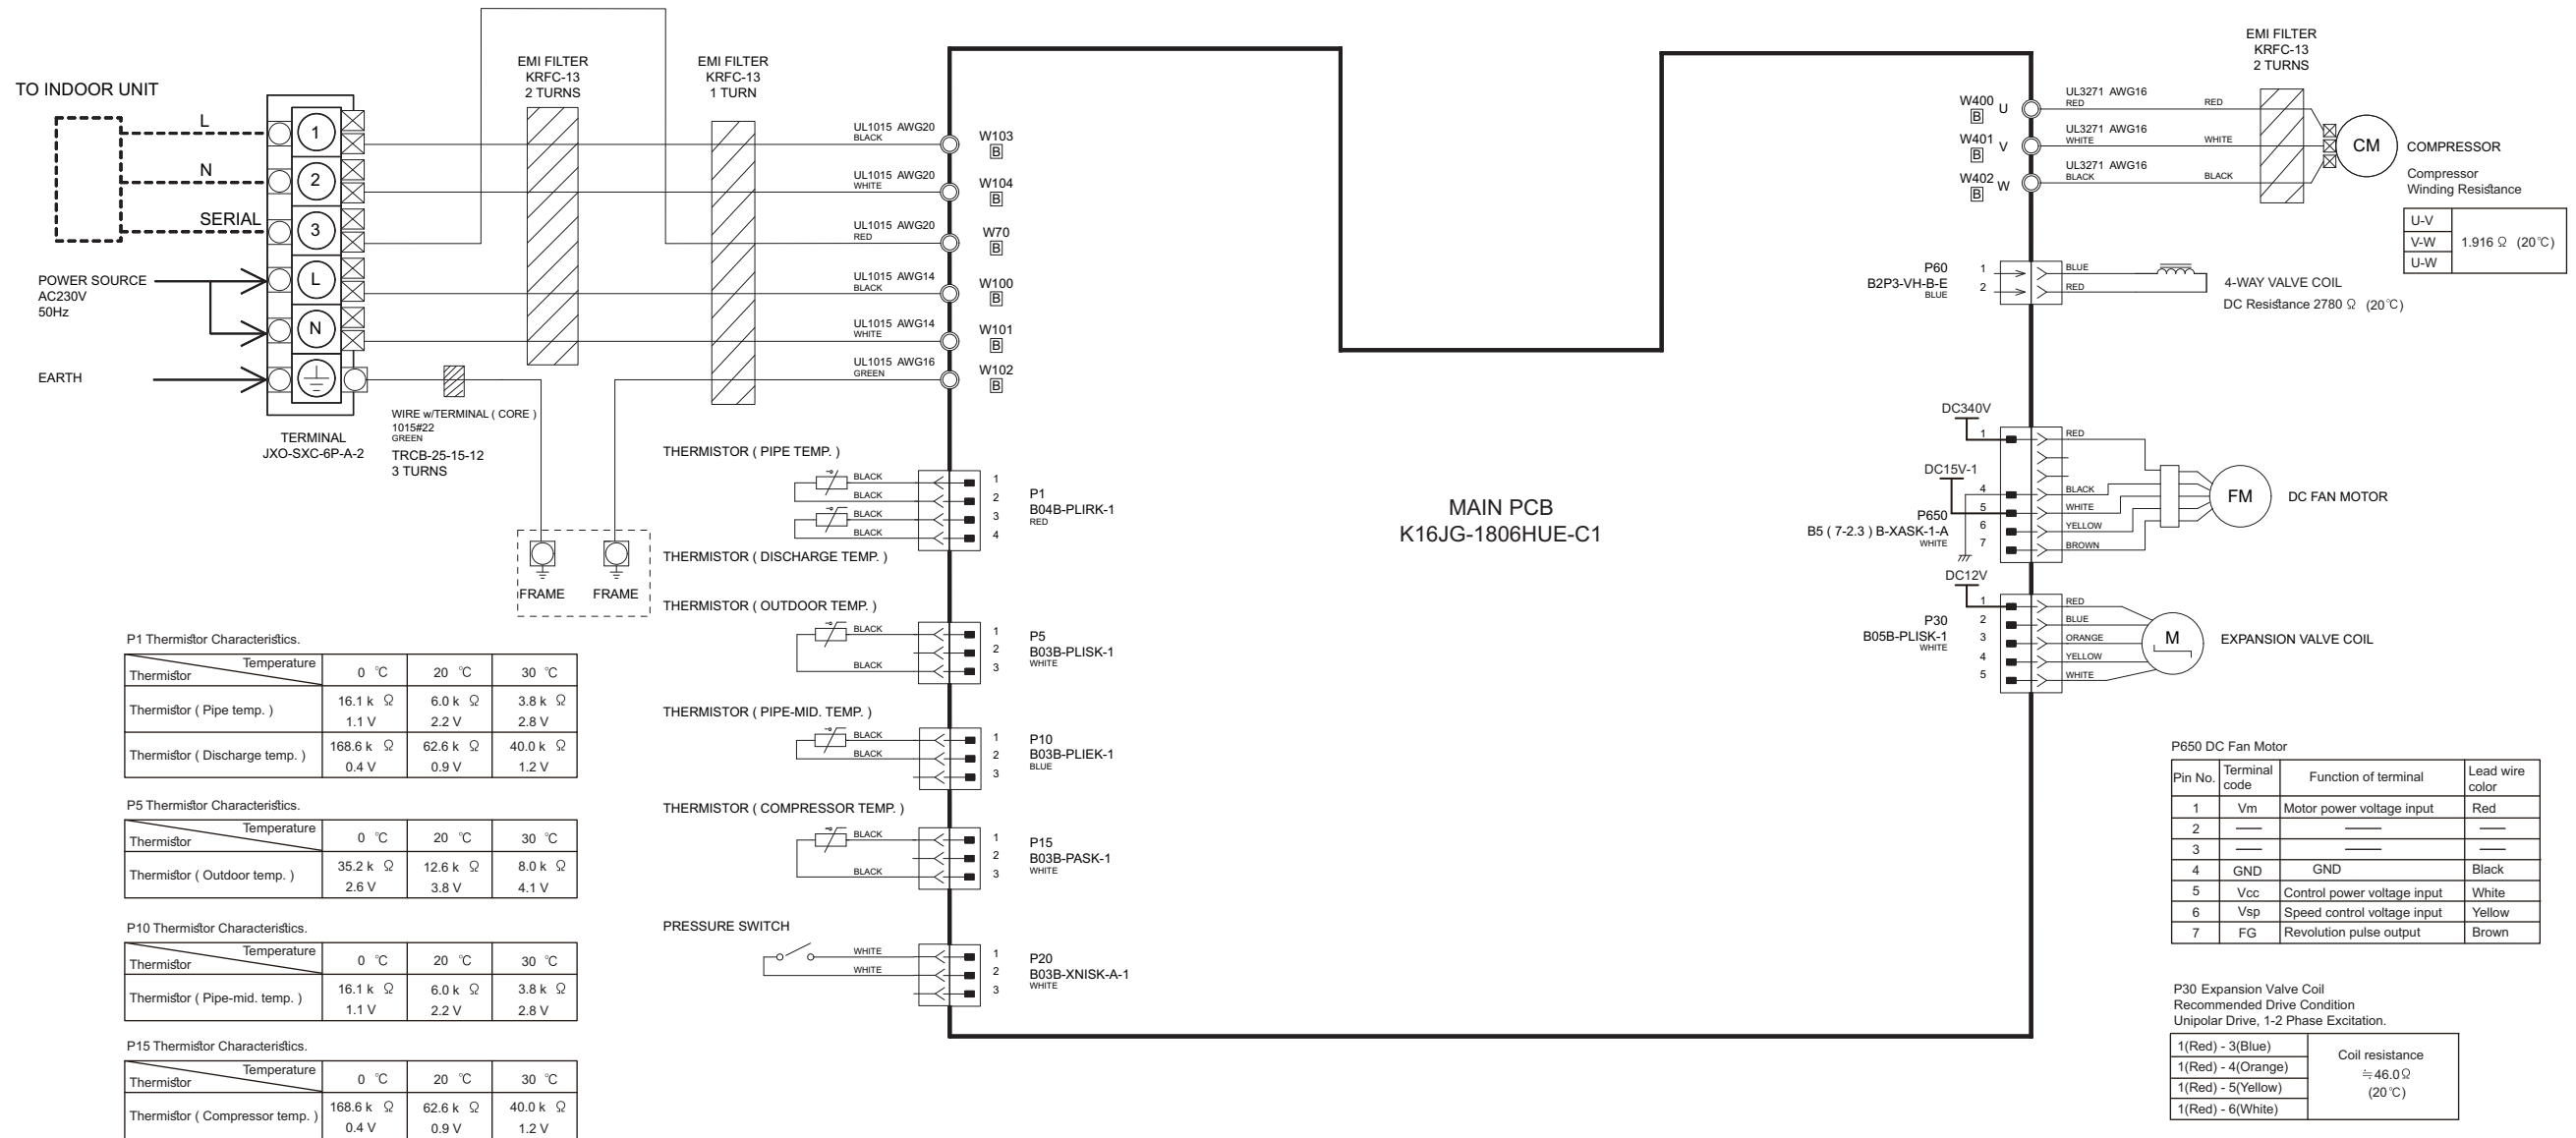 TO INDOOR UNIT
L
N
SERIAL
POWER SOURCE
AC230V
50Hz
EARTH
1
2
3
L
N
TERMINAL
JXO-SXC-6P-A-2
WIRE w/TERMINAL ( CORE )
1015#22
GREEN
TRCB-25-15-12
3 TURNS
FRAME
FRAME
EMI FILTER
KRFC-13
2 TURNS
EMI FILTER
KRFC-13
1 TURN
UL1015 AWG20
BLACK
W103
B
UL1015 AWG20
WHITE
W104
B
UL1015 AWG20
RED
W70
B
UL1015 AWG14
BLACK
W100
B
UL1015 AWG14
WHITE
W101
B
UL1015 AWG16
GREEN
W102
B
THERMISTOR ( PIPE TEMP. )
BLACK
BLACK
BLACK
BLACK
1
2
3
4
P1
B04B-PLIRK-1
RED
THERMISTOR ( DISCHARGE TEMP. )
THERMISTOR ( OUTDOOR TEMP. )
BLACK
BLACK
1
2
3
P5
B03B-PLISK-1
WHITE
THERMISTOR ( PIPE-MID. TEMP. )
BLACK
BLACK
1
2
3
P10
B03B-PLIEK-1
BLUE
THERMISTOR ( COMPRESSOR TEMP. )
BLACK
BLACK
1
2
3
P15
B03B-PASK-1
WHITE
PRESSURE SWITCH
WHITE
WHITE
1
2
3
P20
B03B-XNISK-A-1
WHITE
MAIN PCB
K16JG-1806HUE-C1
EMI FILTER
KRFC-13
2 TURNS
W400 U
B
UL3271 AWG16
RED RED
W401 V
B
UL3271 AWG16
WHITE WHITE
W402 W
B
UL3271 AWG16
BLACK BLACK
CM
COMPRESSOR
Compressor
Winding Resistance
U-V
V-W 1.916 Ω (20℃)
U-W
P60
B2P3-VH-B-E
BLUE
1
2
BLUE
RED
4-WAY VALVE COIL
DC Resistance 2780 Ω (20℃)
DC340V
DC15V-1
P650
B5 ( 7-2.3 ) B-XASK-1-A
WHITE
1
4
5
6
7
RED
BLACK
WHITE
YELLOW
BROWN
FM
DC FAN MOTOR
DC12V
P30
B05B-PLISK-1
WHITE
1
2
3
4
5
RED
BLUE
ORANGE
YELLOW
WHITE
M
EXPANSION VALVE COIL
P1 Thermistor Characteristics.
Temperature
Thermistor 0 ℃ 20 ℃ 30 ℃
Thermistor ( Pipe temp. ) 16.1 k Ω 6.0 k Ω 3.8 k Ω
1.1 V 2.2 V 2.8 V
Thermistor ( Discharge temp. ) 168.6 k Ω 62.6 k Ω 40.0 k Ω
0.4 V 0.9 V 1.2 V
P5 Thermistor Characteristics.
Temperature
Thermistor 0 ℃ 20 ℃ 30 ℃
Thermistor ( Outdoor temp. ) 35.2 k Ω 12.6 k Ω 8.0 k Ω
2.6 V 3.8 V 4.1 V
P10 Thermistor Characteristics.
Temperature
Thermistor 0 ℃ 20 ℃ 30 ℃
Thermistor ( Pipe-mid. temp. ) 16.1 k Ω 6.0 k Ω 3.8 k Ω
1.1 V 2.2 V 2.8 V
P15 Thermistor Characteristics.
Temperature
Thermistor 0 ℃ 20 ℃ 30 ℃
Thermistor ( Compressor temp. ) 168.6 k Ω 62.6 k Ω 40.0 k Ω
0.4 V 0.9 V 1.2 V
P650 DC Fan Motor
Pin No. Terminal code Function of terminal Lead wire color
1 Vm Motor power voltage input Red
2 — — —
3 — — —
4 GND GND Black
5 Vcc Control power voltage input White
6 Vsp Speed control voltage input Yellow
7 FG Revolution pulse output Brown
P30 Expansion Valve Coil
Recommended Drive Condition
Unipolar Drive, 1-2 Phase Excitation.
1(Red) - 3(Blue)
1(Red) - 4(Orange)
1(Red) - 5(Yellow)
1(Red) - 6(White)
Coil resistance
≒46.0Ω
(20℃)